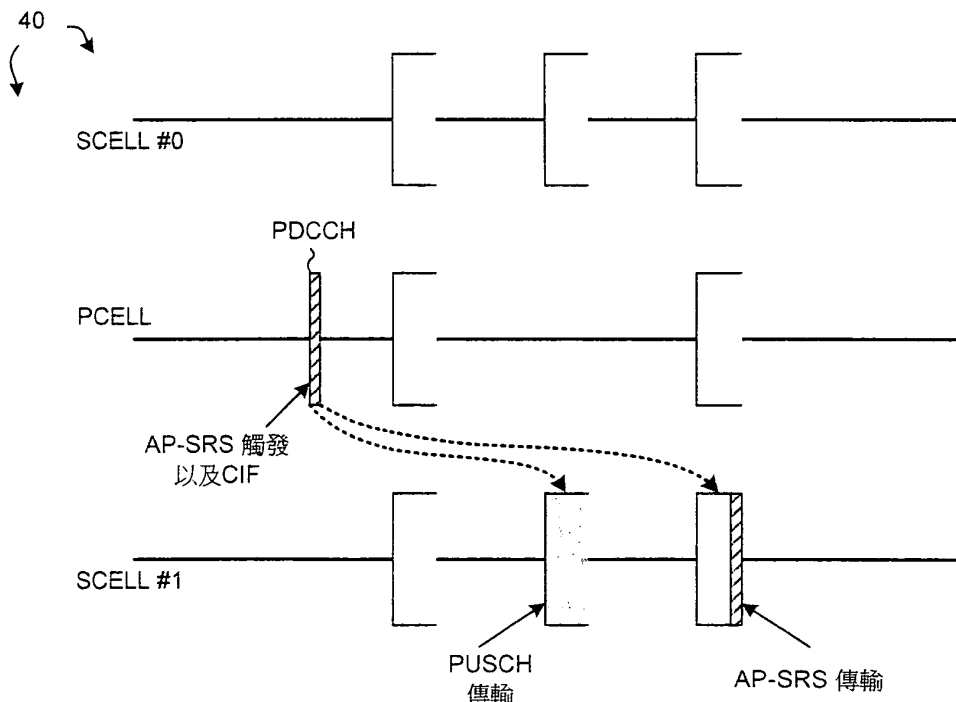 40
SCELL #0
PDCCH
PCELL
AP-SRS 觸發
以及CIF
SCELL #1
PUSCH
傳輸
AP-SRS 傳輸